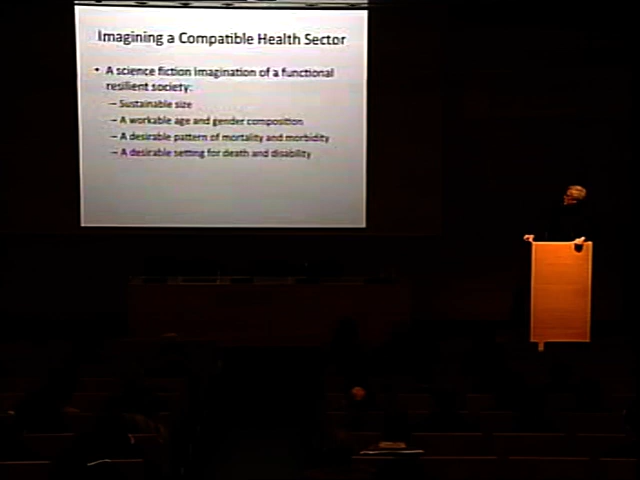 Imagining a Compatible Health Sector
• A science fiction imagination of a functional
resilient society:
– Sustainable size
– A workable age and gender composition
– A desirable pattern of mortality and morbidity
– A desirable setting for death and disability